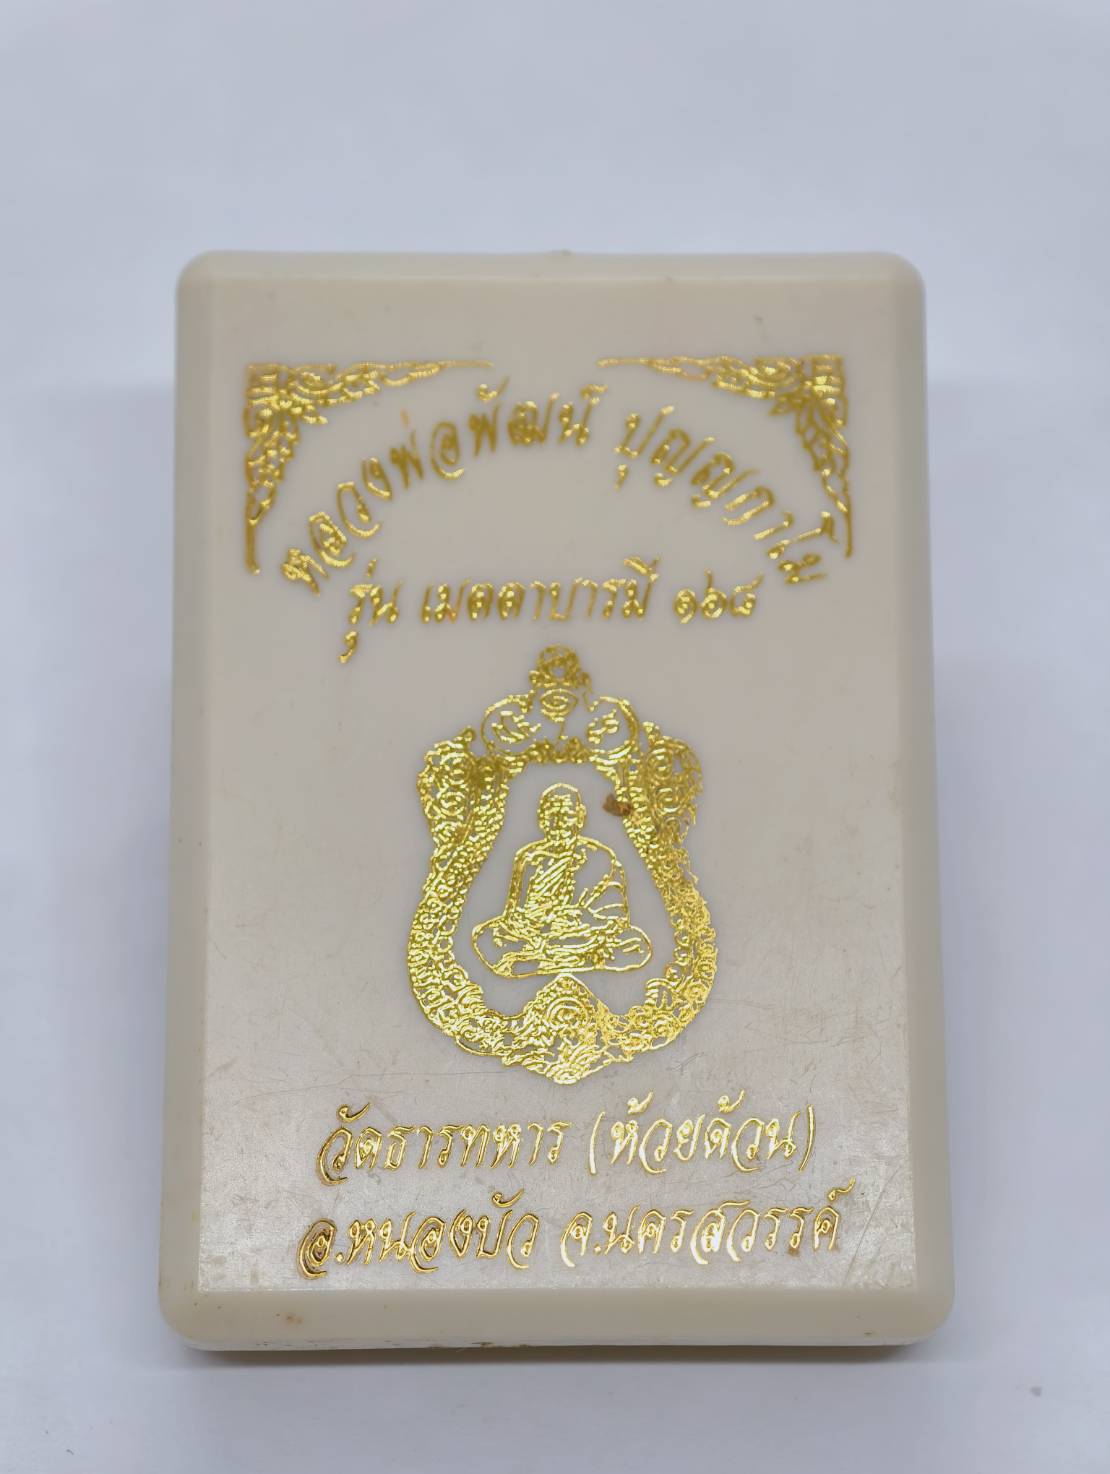 หลวงพ่อพัฒน์ ปุญญกาโม
รุ่น เมตตาบารมี ๑๖๘
วัดธารทหาร (ห้วยด้วน)
อ.หนองบัว จ.นครสวรรค์